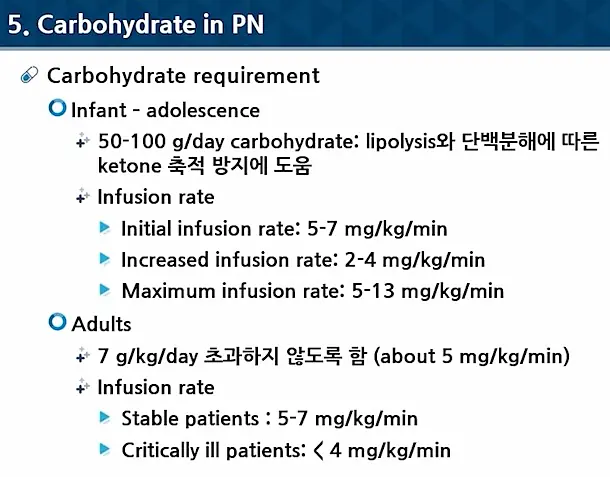 5. Carbohydrate in PN
Carbohydrate requirement
Infant - adolescence
50-100 g/day carbohydrate: lipolysis와 단백분해에 따른
ketone 축적 방지에 도움
Infusion rate
Initial infusion rate: 5-7 mg/kg/min
Increased infusion rate: 2-4 mg/kg/min
Maximum infusion rate: 5-13 mg/kg/min
Adults
7 g/kg/day 초과하지 않도록 함 (about 5 mg/kg/min)
Infusion rate
Stable patients : 5-7 mg/kg/min
Critically ill patients: < 4 mg/kg/min